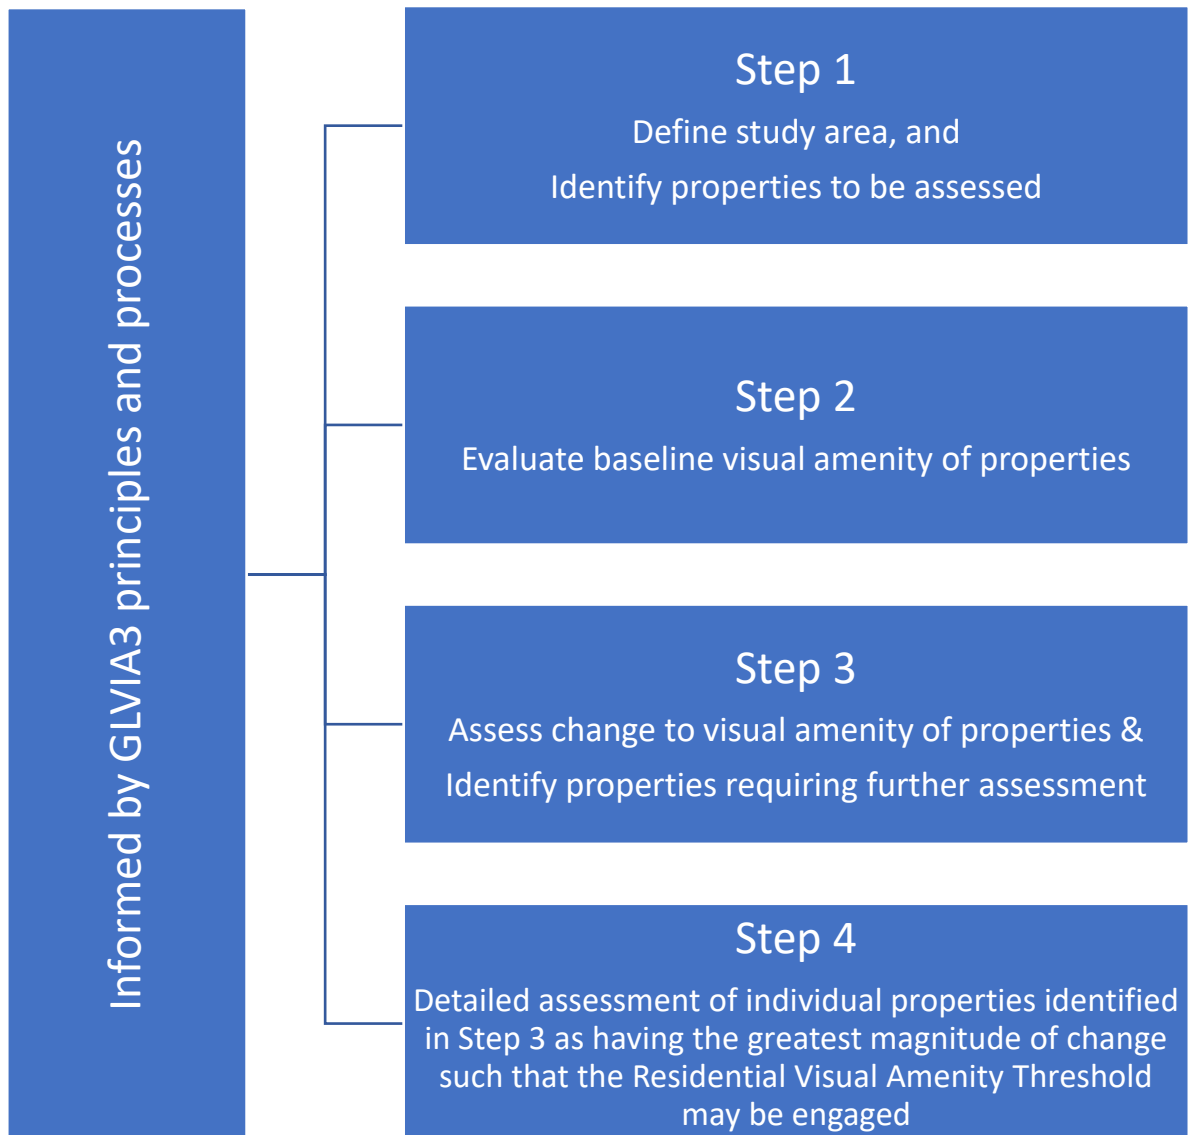 Informed by GLVIA3 principles and processes
Step 1
Define study area, and
Identify properties to be assessed
Step 2
Evaluate baseline visual amenity of properties
Step 3
Assess change to visual amenity of properties &
Identify properties requiring further assessment
Step 4
Detailed assessment of individual properties identified
in Step 3 as having the greatest magnitude of change
such that the Residential Visual Amenity Threshold
may be engaged